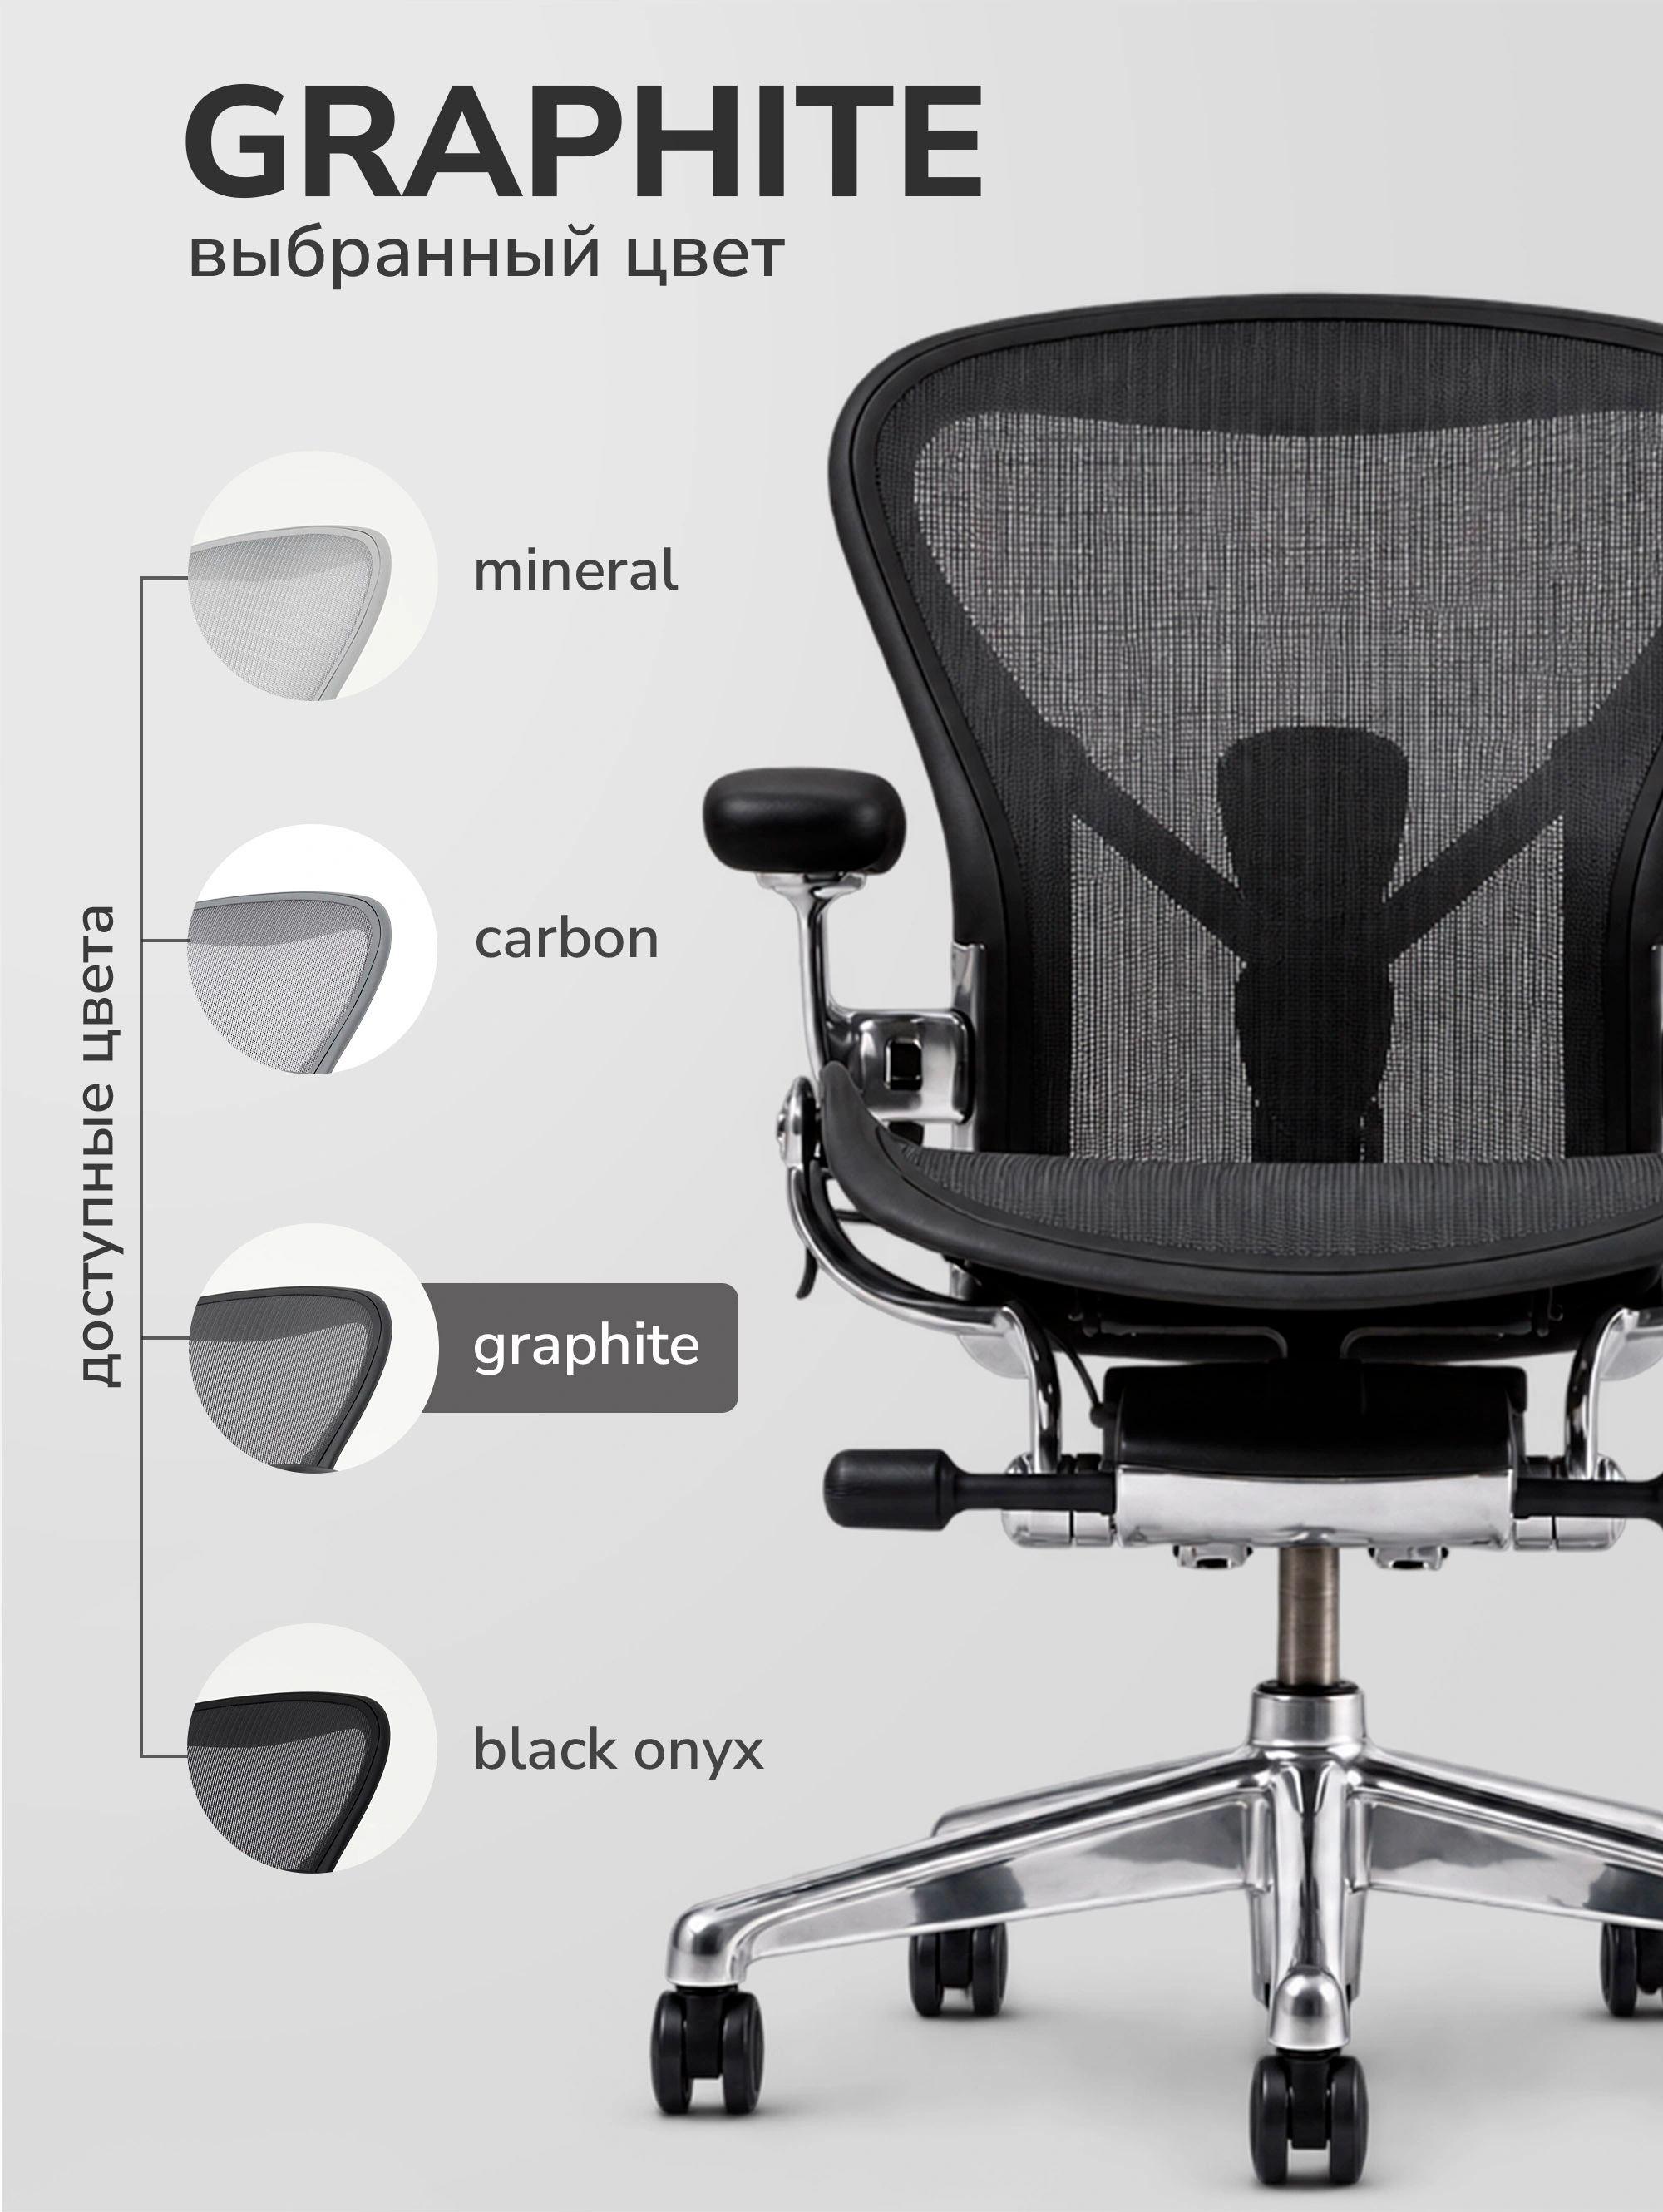 GRAPHITE
выбранный цвет
доступные цвета
mineral
carbon
graphite
black onyx